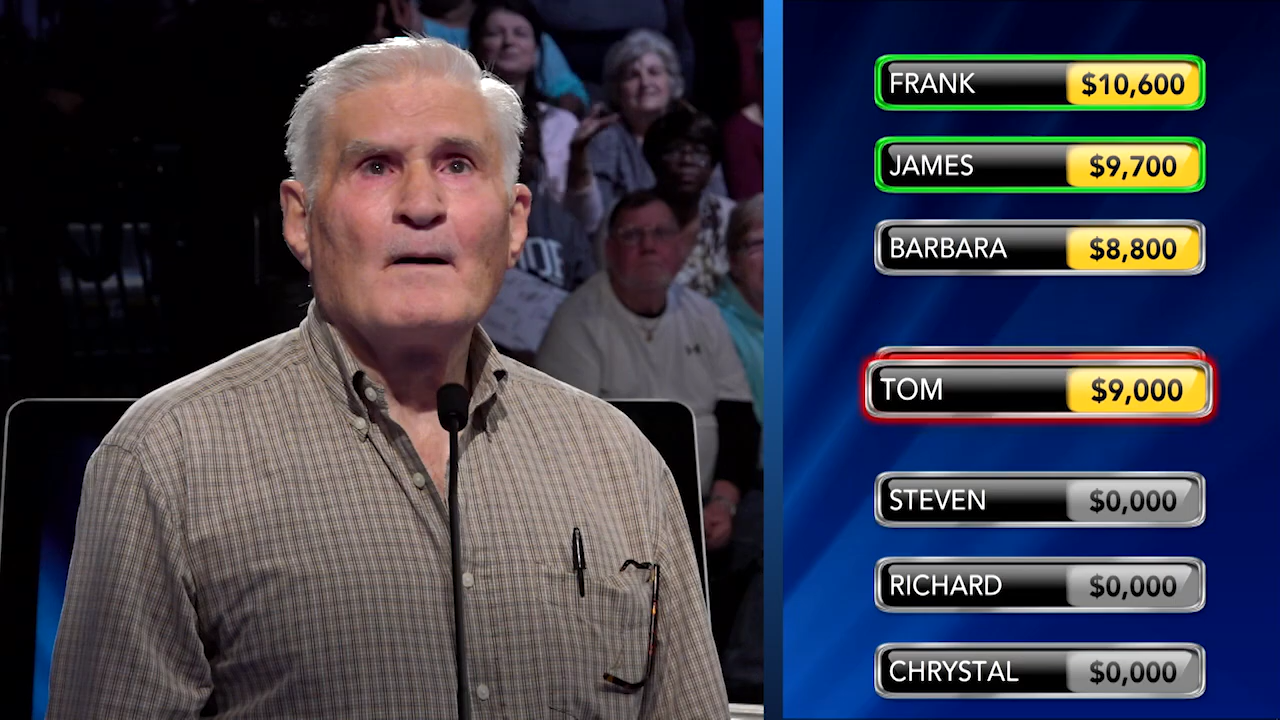 FRANK $10,600
JAMES $9,700
BARBARA $8,800
TOM $9,000
STEVEN $0,000
RICHARD $0,000
CHRYSTAL $0,000